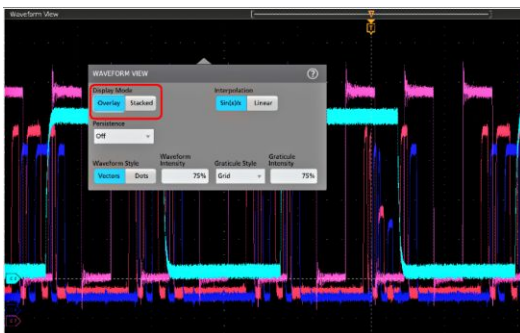 Waveform View
T
WAVEFORM VIEW
?
Display Mode
Interpolation
Overlay Stacked
Sin(x)/x Linear
Persistence
Off
Waveform Style
Waveform Intensity
Graticule Style
Graticule Intensity
Vectors Dots
75%
Grid
75%